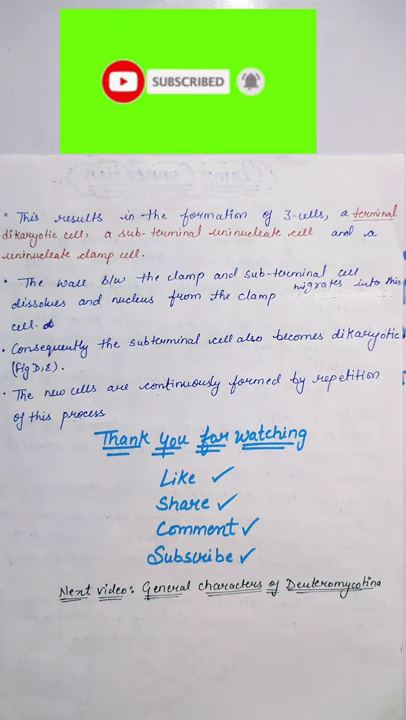 SUBSCRIBED
• This results in the formation of 3-cells, a terminal
dikaryotic cell, a sub-terminal uninucleate cell and a
uninucleate clamp cell.
• The wall b/w the clamp and sub-terminal cell
dissolves and nucleus from the clamp migrates into this
cell.
• Consequently the subterminal cell also becomes dikaryotic
(Fig D, E).
• The new cells are continuously formed by repetition
of this process
Thank you for watching
Like ✓
Share ✓
Comment ✓
Subscribe ✓
Next video: General characters of Deuteromycotina